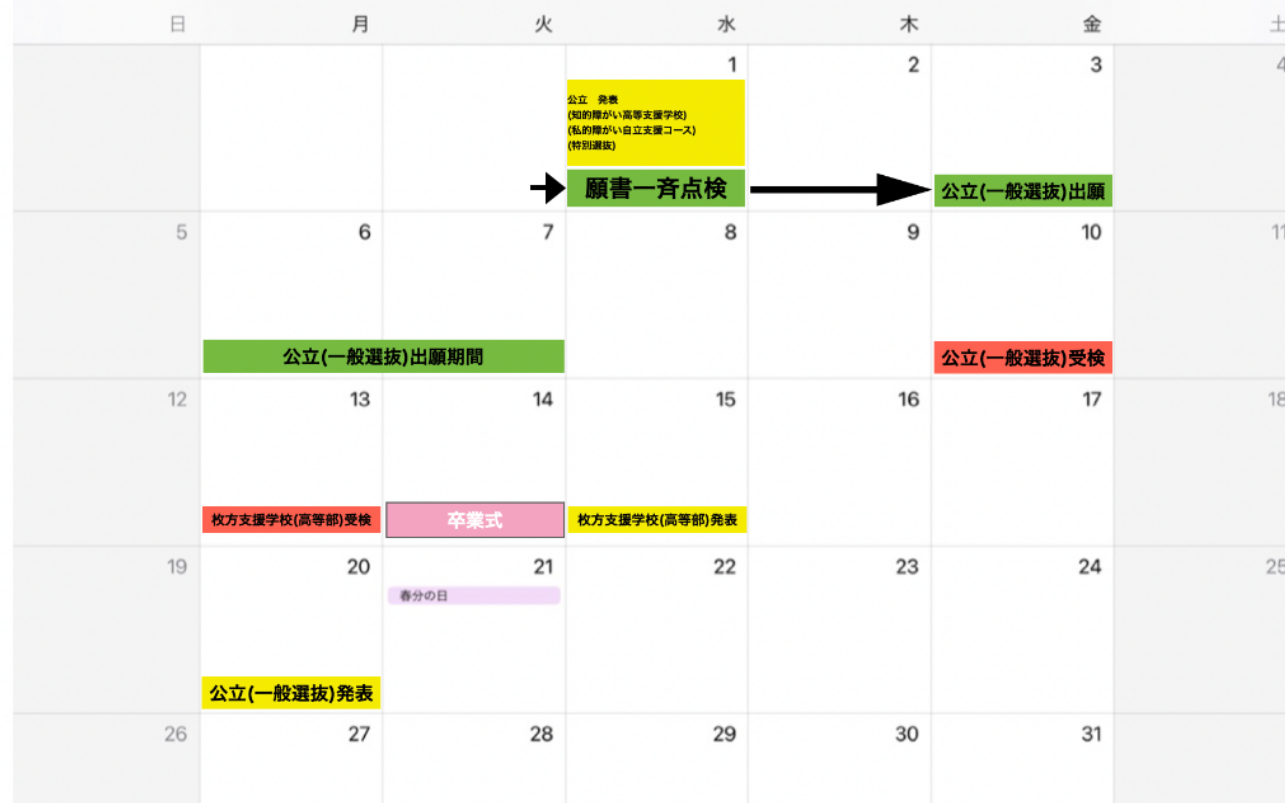 日 月 火 水 木 金 土
1 2 3 4
公立　発表
(知的障がい高等支援学校)
(私的障がい自立支援コース)
(特別選抜)
願書一斉点検
公立(一般選抜)出願
5 6 7 8 9 10 11
公立(一般選抜)出願期間
公立(一般選抜)受検
12 13 14 15 16 17 18
枚方支援学校(高等部)受検
卒業式
枚方支援学校(高等部)発表
19 20 21 22 23 24 25
春分の日
公立(一般選抜)発表
26 27 28 29 30 31